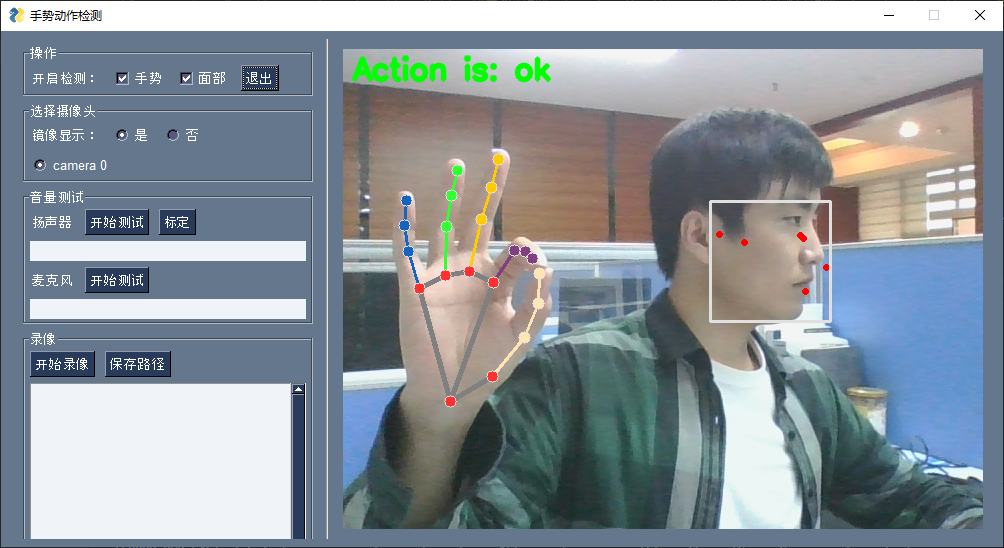 手势动作检测
操作
开启检测： 手势 面部 退出
选择摄像头
镜像显示： 是 否
camera 0
音量测试
扬声器 开始测试 标定
麦克风 开始测试
录像
开始录像 保存路径
Action is: ok